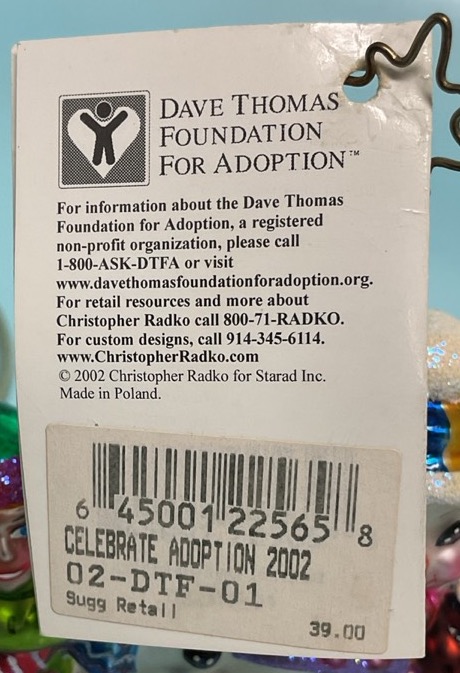 DAVE THOMAS
FOUNDATION
FOR ADOPTION™
For information about the Dave Thomas
Foundation for Adoption, a registered
non-profit organization, please call
1-800-ASK-DTFA or visit
www.davethomasfoundationforadoption.org.
For retail resources and more about
Christopher Radko call 800-71-RADKO.
For custom designs, call 914-345-6114.
www.ChristopherRadko.com
© 2002 Christopher Radko for Starad Inc.
Made in Poland.
6 45001 22565 8
CELEBRATE ADOPTION 2002
02-DTF-01
Sugg Retail
39.00